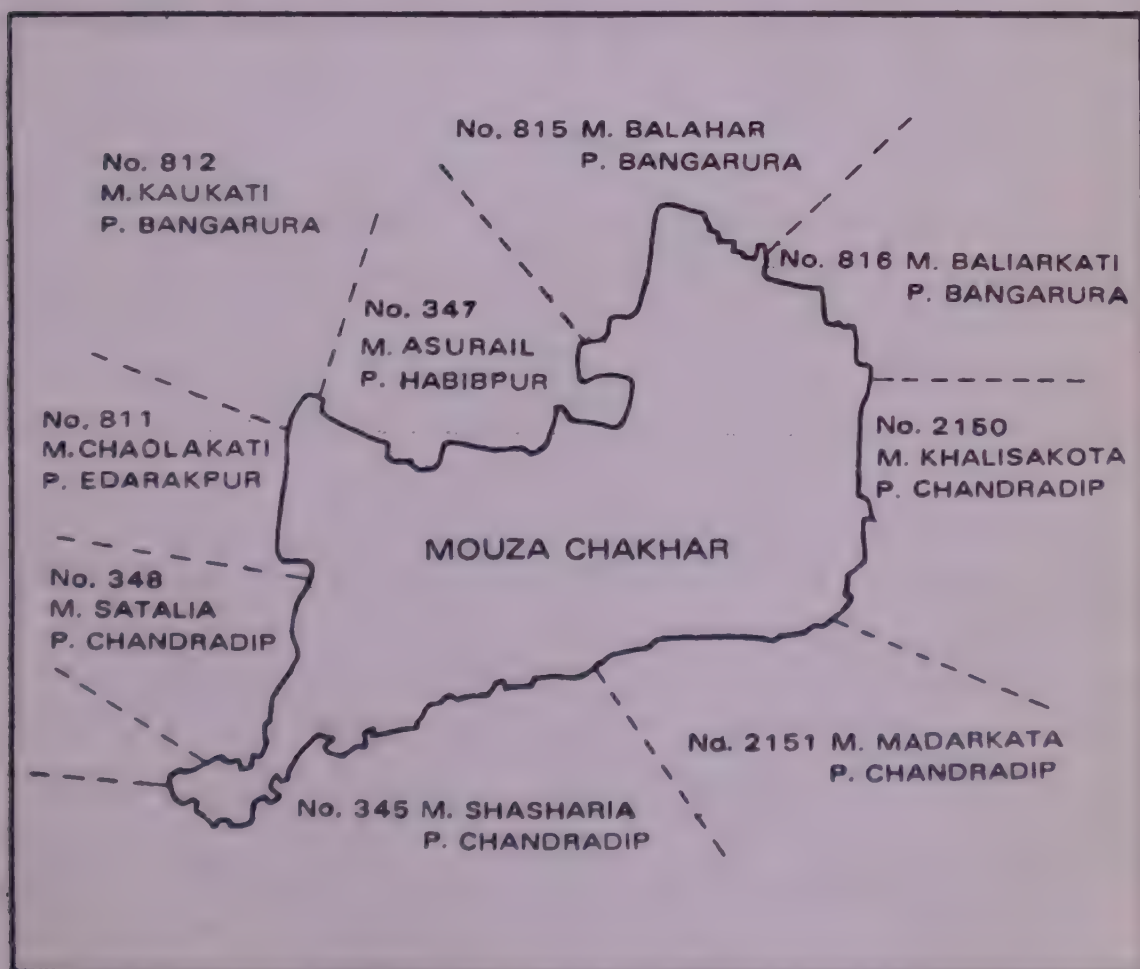 No. 815 M. BALAHAR
P. BANGARURA
No. 812
M. KAUKATI
P. BANGARURA
No. 816 M. BALIARKATI
P. BANGARURA
No. 347
M. ASURAIL
P. HABIBPUR
No. 811
M. CHAOLAKATI
P. EDARAKPUR
No. 2150
M. KHALISAKOTA
P. CHANDRADIP
MOUZA CHAKHAR
No. 348
M. SATALIA
P. CHANDRADIP
No. 2151 M. MADARKATA
P. CHANDRADIP
No. 345 M. SHASHARIA
P. CHANDRADIP